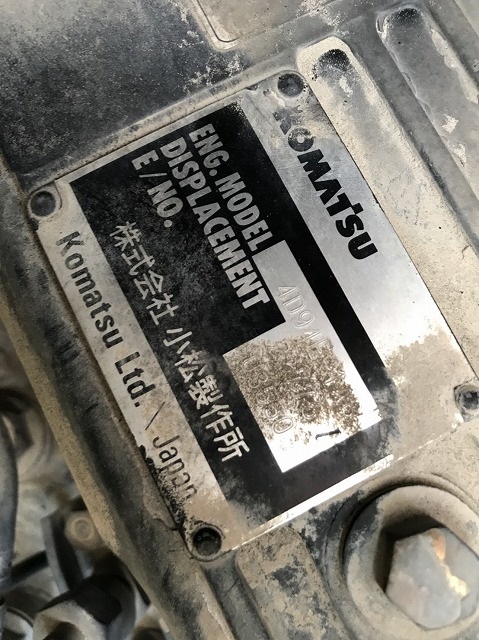 KOMATSU
ENG. MODEL
DISPLACEMENT
E/NO.
株式会社 小松製作所
Komatsu Ltd. \ Japan